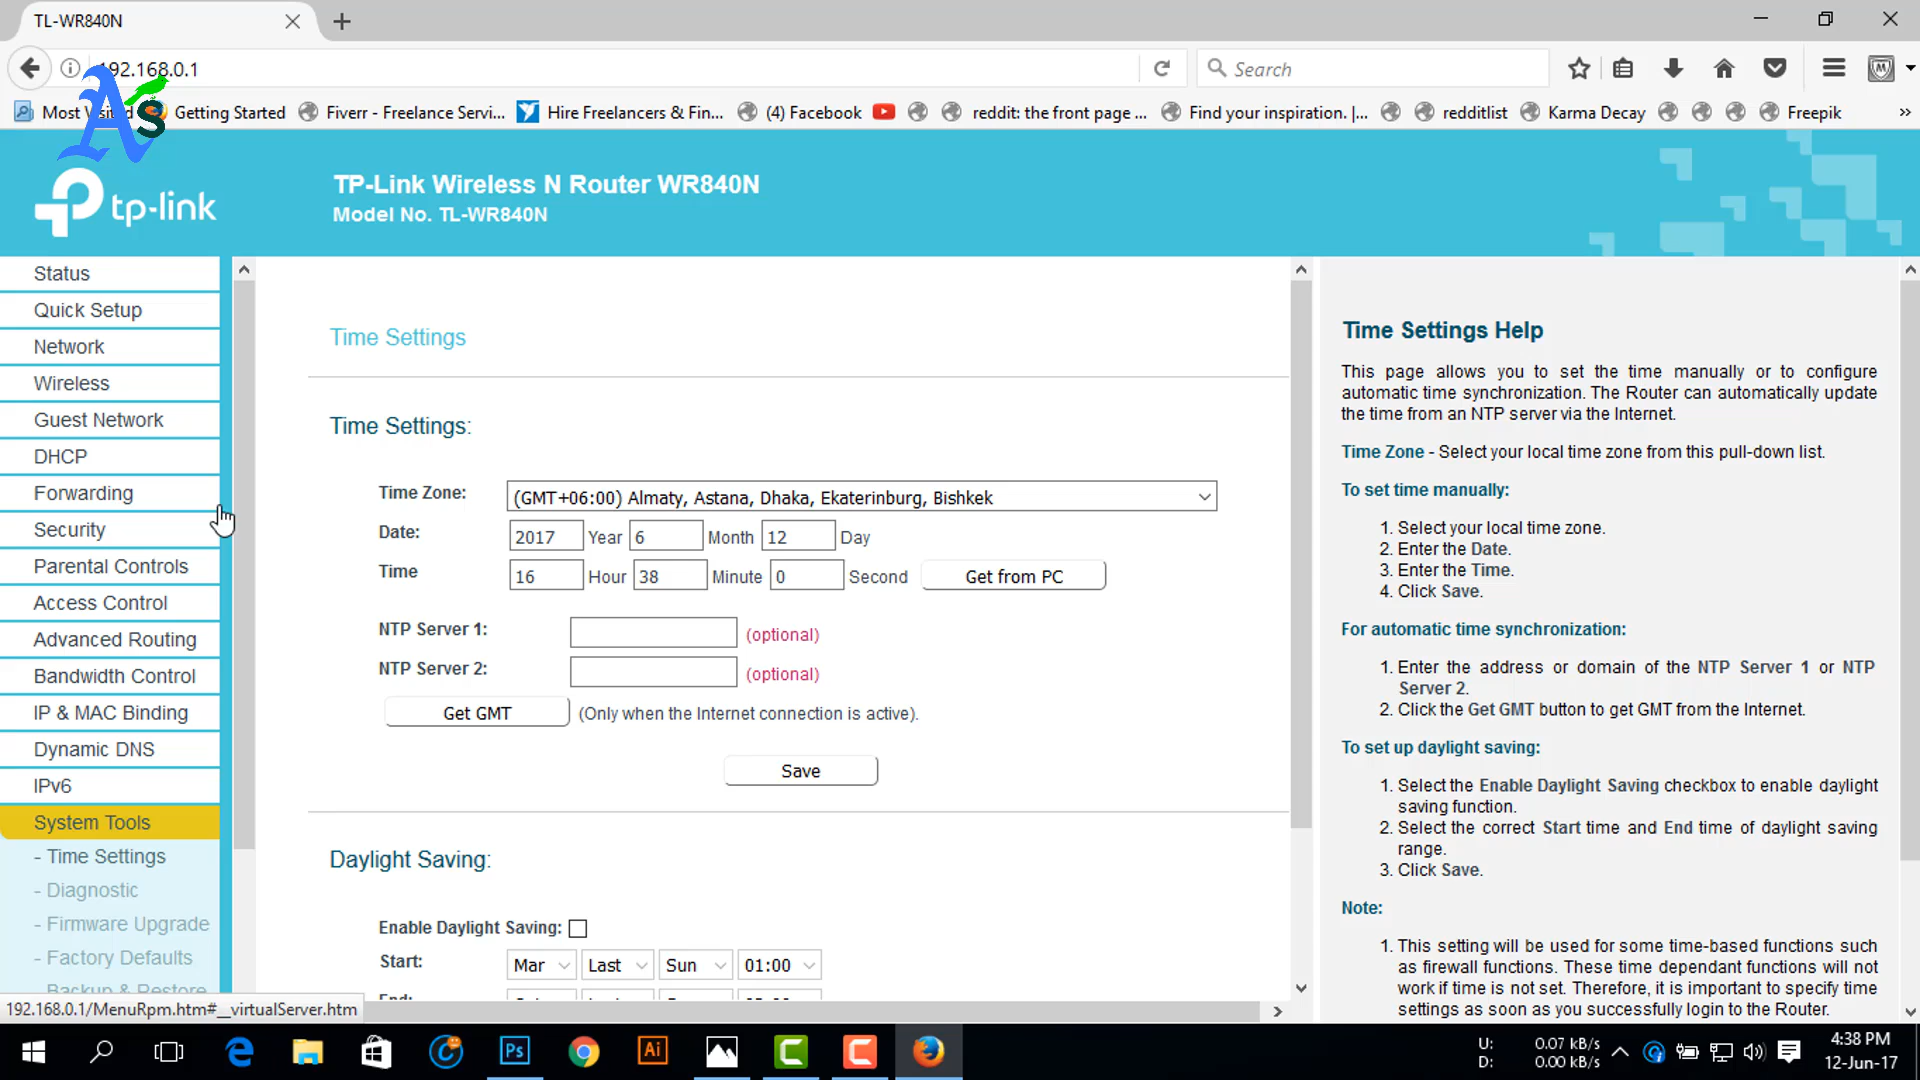 TL-WR840N
192.168.0.1
Search
Most Visited
Getting Started
Fiverr - Freelance Servi...
Hire Freelancers & Fin...
(4) Facebook
reddit: the front page ...
Find your inspiration. |...
redditlist
Karma Decay
Freepik
As
tp-link
TP-Link Wireless N Router WR840N
Model No. TL-WR840N
Status
Quick Setup
Network
Wireless
Guest Network
DHCP
Forwarding
Security
Parental Controls
Access Control
Advanced Routing
Bandwidth Control
IP & MAC Binding
Dynamic DNS
IPv6
System Tools
- Time Settings
- Diagnostic
- Firmware Upgrade
- Factory Defaults
- Backup & Restore
192.168.0.1/MenuRpm.htm#__virtualServer.htm
Time Settings
Time Settings:
Time Zone: (GMT+06:00) Almaty, Astana, Dhaka, Ekaterinburg, Bishkek
Date: 2017 Year 6 Month 12 Day
Time 16 Hour 38 Minute 0 Second Get from PC
NTP Server 1: (optional)
NTP Server 2: (optional)
Get GMT (Only when the Internet connection is active).
Save
Daylight Saving:
Enable Daylight Saving:
Start: Mar Last Sun 01:00
End:
Time Settings Help
This page allows you to set the time manually or to configure
automatic time synchronization. The Router can automatically update
the time from an NTP server via the Internet.
Time Zone - Select your local time zone from this pull-down list.
To set time manually:
1. Select your local time zone.
2. Enter the Date.
3. Enter the Time.
4. Click Save.
For automatic time synchronization:
1. Enter the address or domain of the NTP Server 1 or NTP
Server 2.
2. Click the Get GMT button to get GMT from the Internet.
To set up daylight saving:
1. Select the Enable Daylight Saving checkbox to enable daylight
saving function.
2. Select the correct Start time and End time of daylight saving
range.
3. Click Save.
Note:
1. This setting will be used for some time-based functions such
as firewall functions. These time dependant functions will not
work if time is not set. Therefore, it is important to specify time
settings as soon as you successfully login to the Router.
Ps
Ai
U: 0.07 kB/s
D: 0.00 kB/s
4:38 PM
12-Jun-17